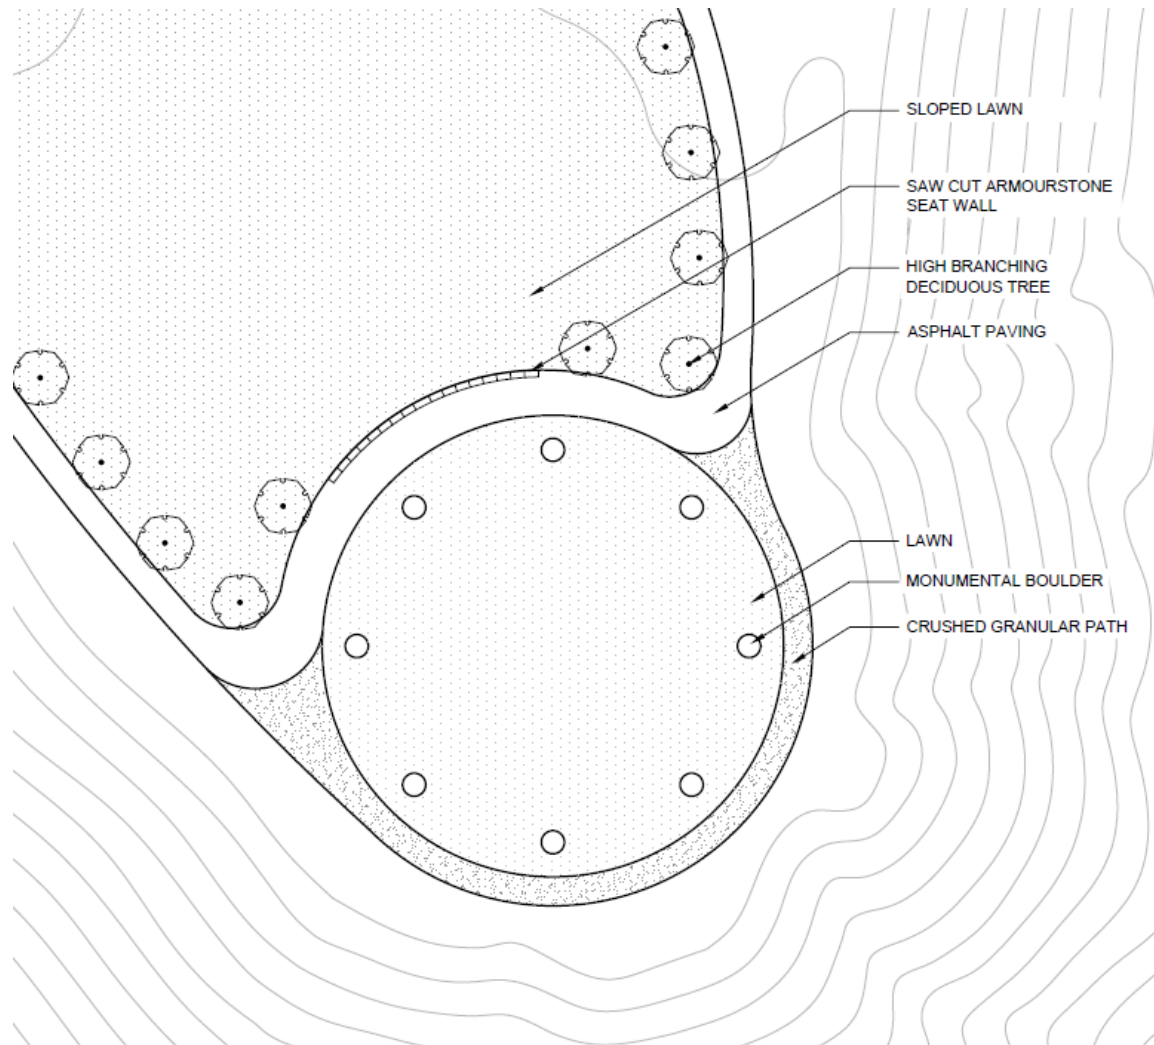 SLOPED LAWN
SAW CUT ARMOURSTONE
SEAT WALL
HIGH BRANCHING
DECIDUOUS TREE
ASPHALT PAVING
LAWN
MONUMENTAL BOULDER
CRUSHED GRANULAR PATH